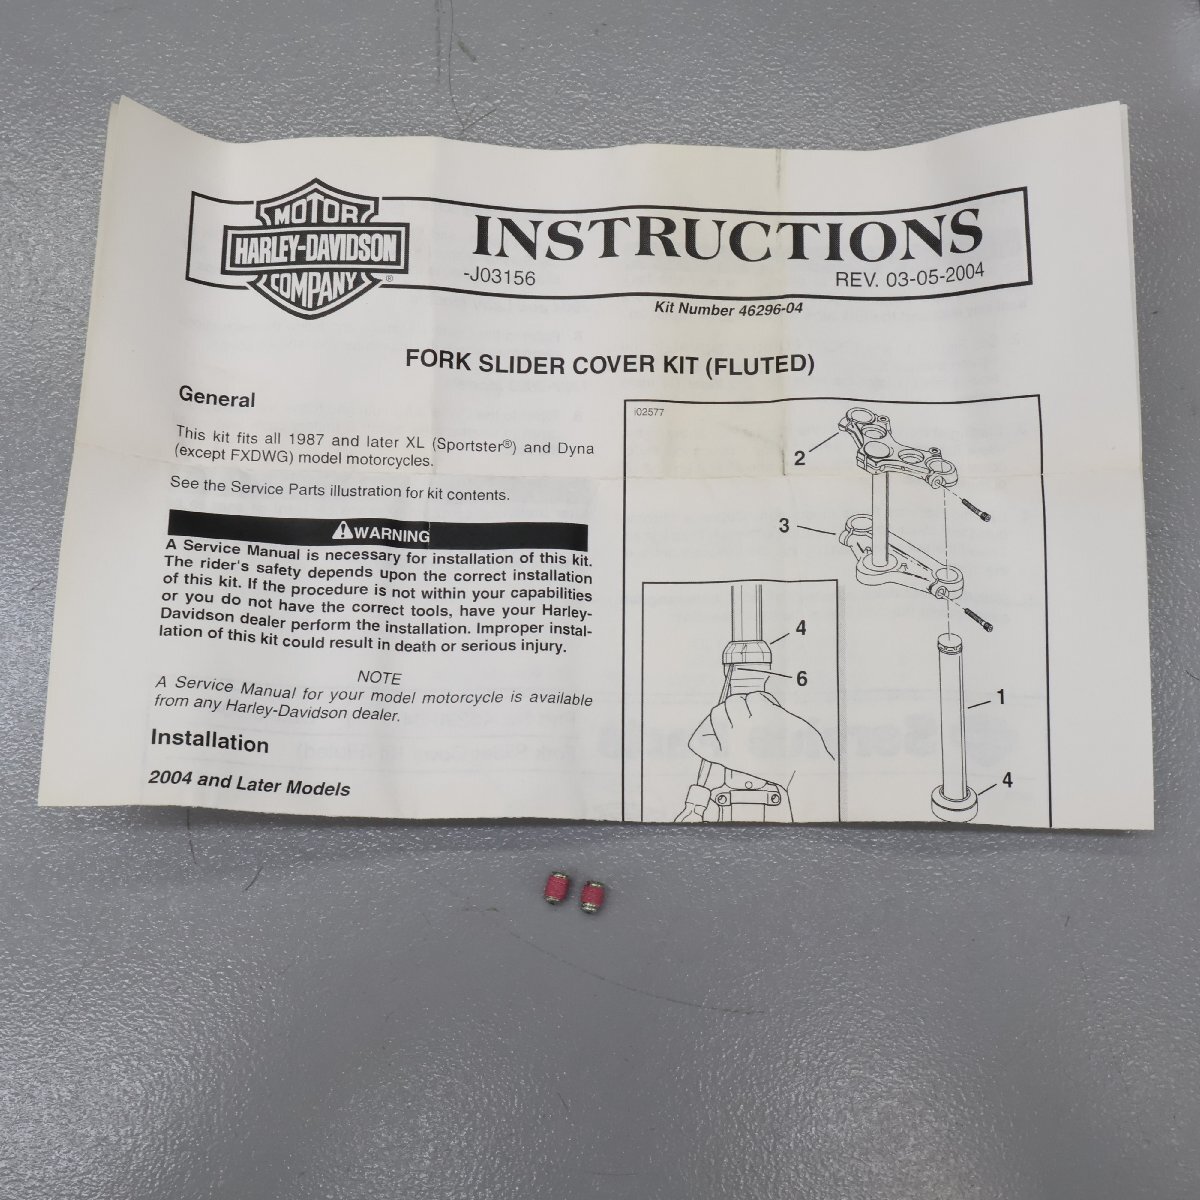 MOTOR
HARLEY-DAVIDSON
COMPANY
®
INSTRUCTIONS
-J03156
REV. 03-05-2004
Kit Number 46296-04
FORK SLIDER COVER KIT (FLUTED)
General
This kit fits all 1987 and later XL (Sportster®) and Dyna
(except FXDWG) model motorcycles.
See the Service Parts illustration for kit contents.
WARNING
A Service Manual is necessary for installation of this kit.
The rider's safety depends upon the correct installation
of this kit. If the procedure is not within your capabilities
or you do not have the correct tools, have your Harley-
Davidson dealer perform the installation. Improper instal-
lation of this kit could result in death or serious injury.
NOTE
A Service Manual for your model motorcycle is available
from any Harley-Davidson dealer.
Installation
2004 and Later Models
i02577
2
3
4
6
1
4